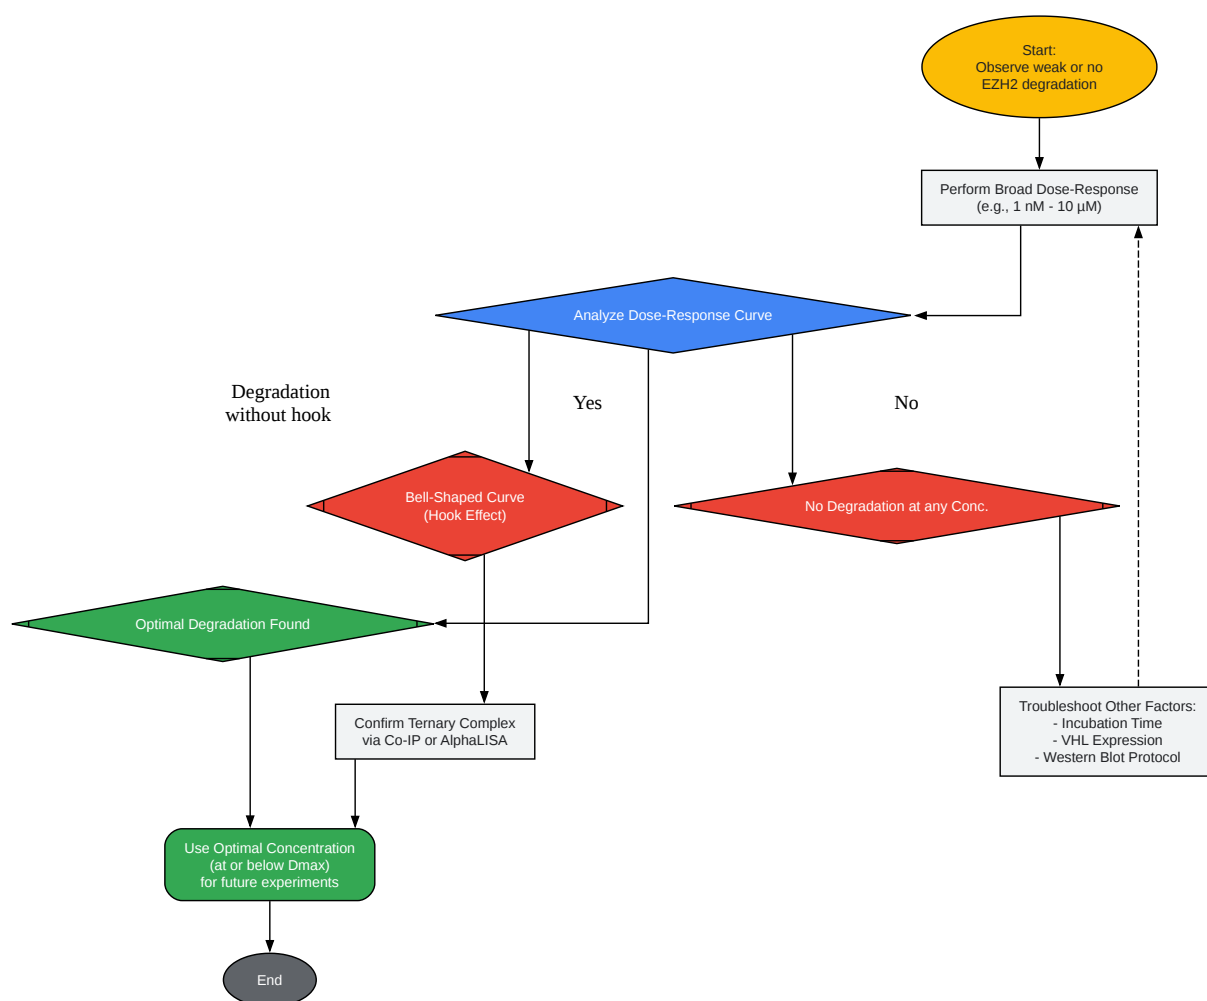 Start:
Observe weak or no
EZH2 degradation
Perform Broad Dose-Response
(e.g., 1 nM - 10 µM)
Analyze Dose-Response Curve
Degradation
without hook
Yes
No
Bell-Shaped Curve
(Hook Effect)
No Degradation at any Conc.
Optimal Degradation Found
Confirm Ternary Complex
via Co-IP or AlphaLISA
Troubleshoot Other Factors:
- Incubation Time
- VHL Expression
- Western Blot Protocol
Use Optimal Concentration
(at or below Dmax)
for future experiments
End